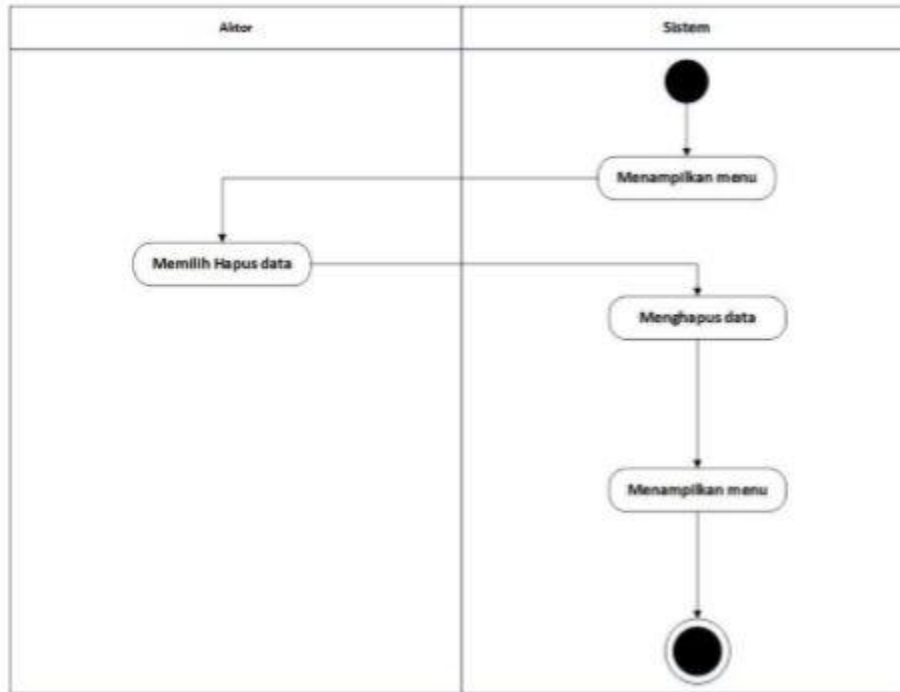 Aktor
Sistem
Menampilkan menu
Memilih Hapus data
Menghapus data
Menampilkan menu